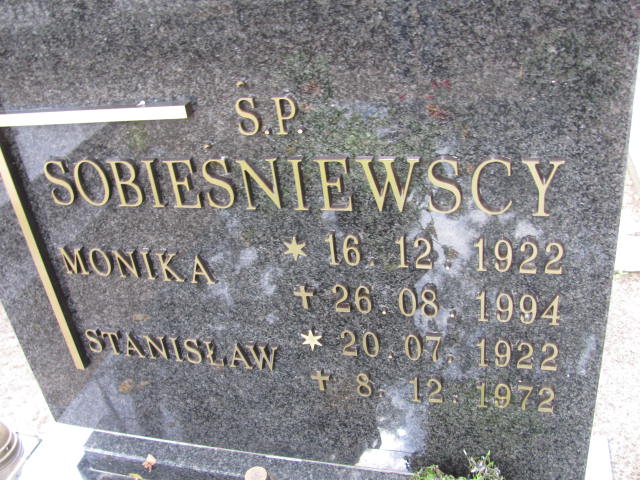 S.P.
SOBIESNIEWSCY
MONIKA * 16. 12. 1922
✝ 26. 08. 1994
STANISŁAW * 20. 07. 1922
✝ 8. 12. 1972